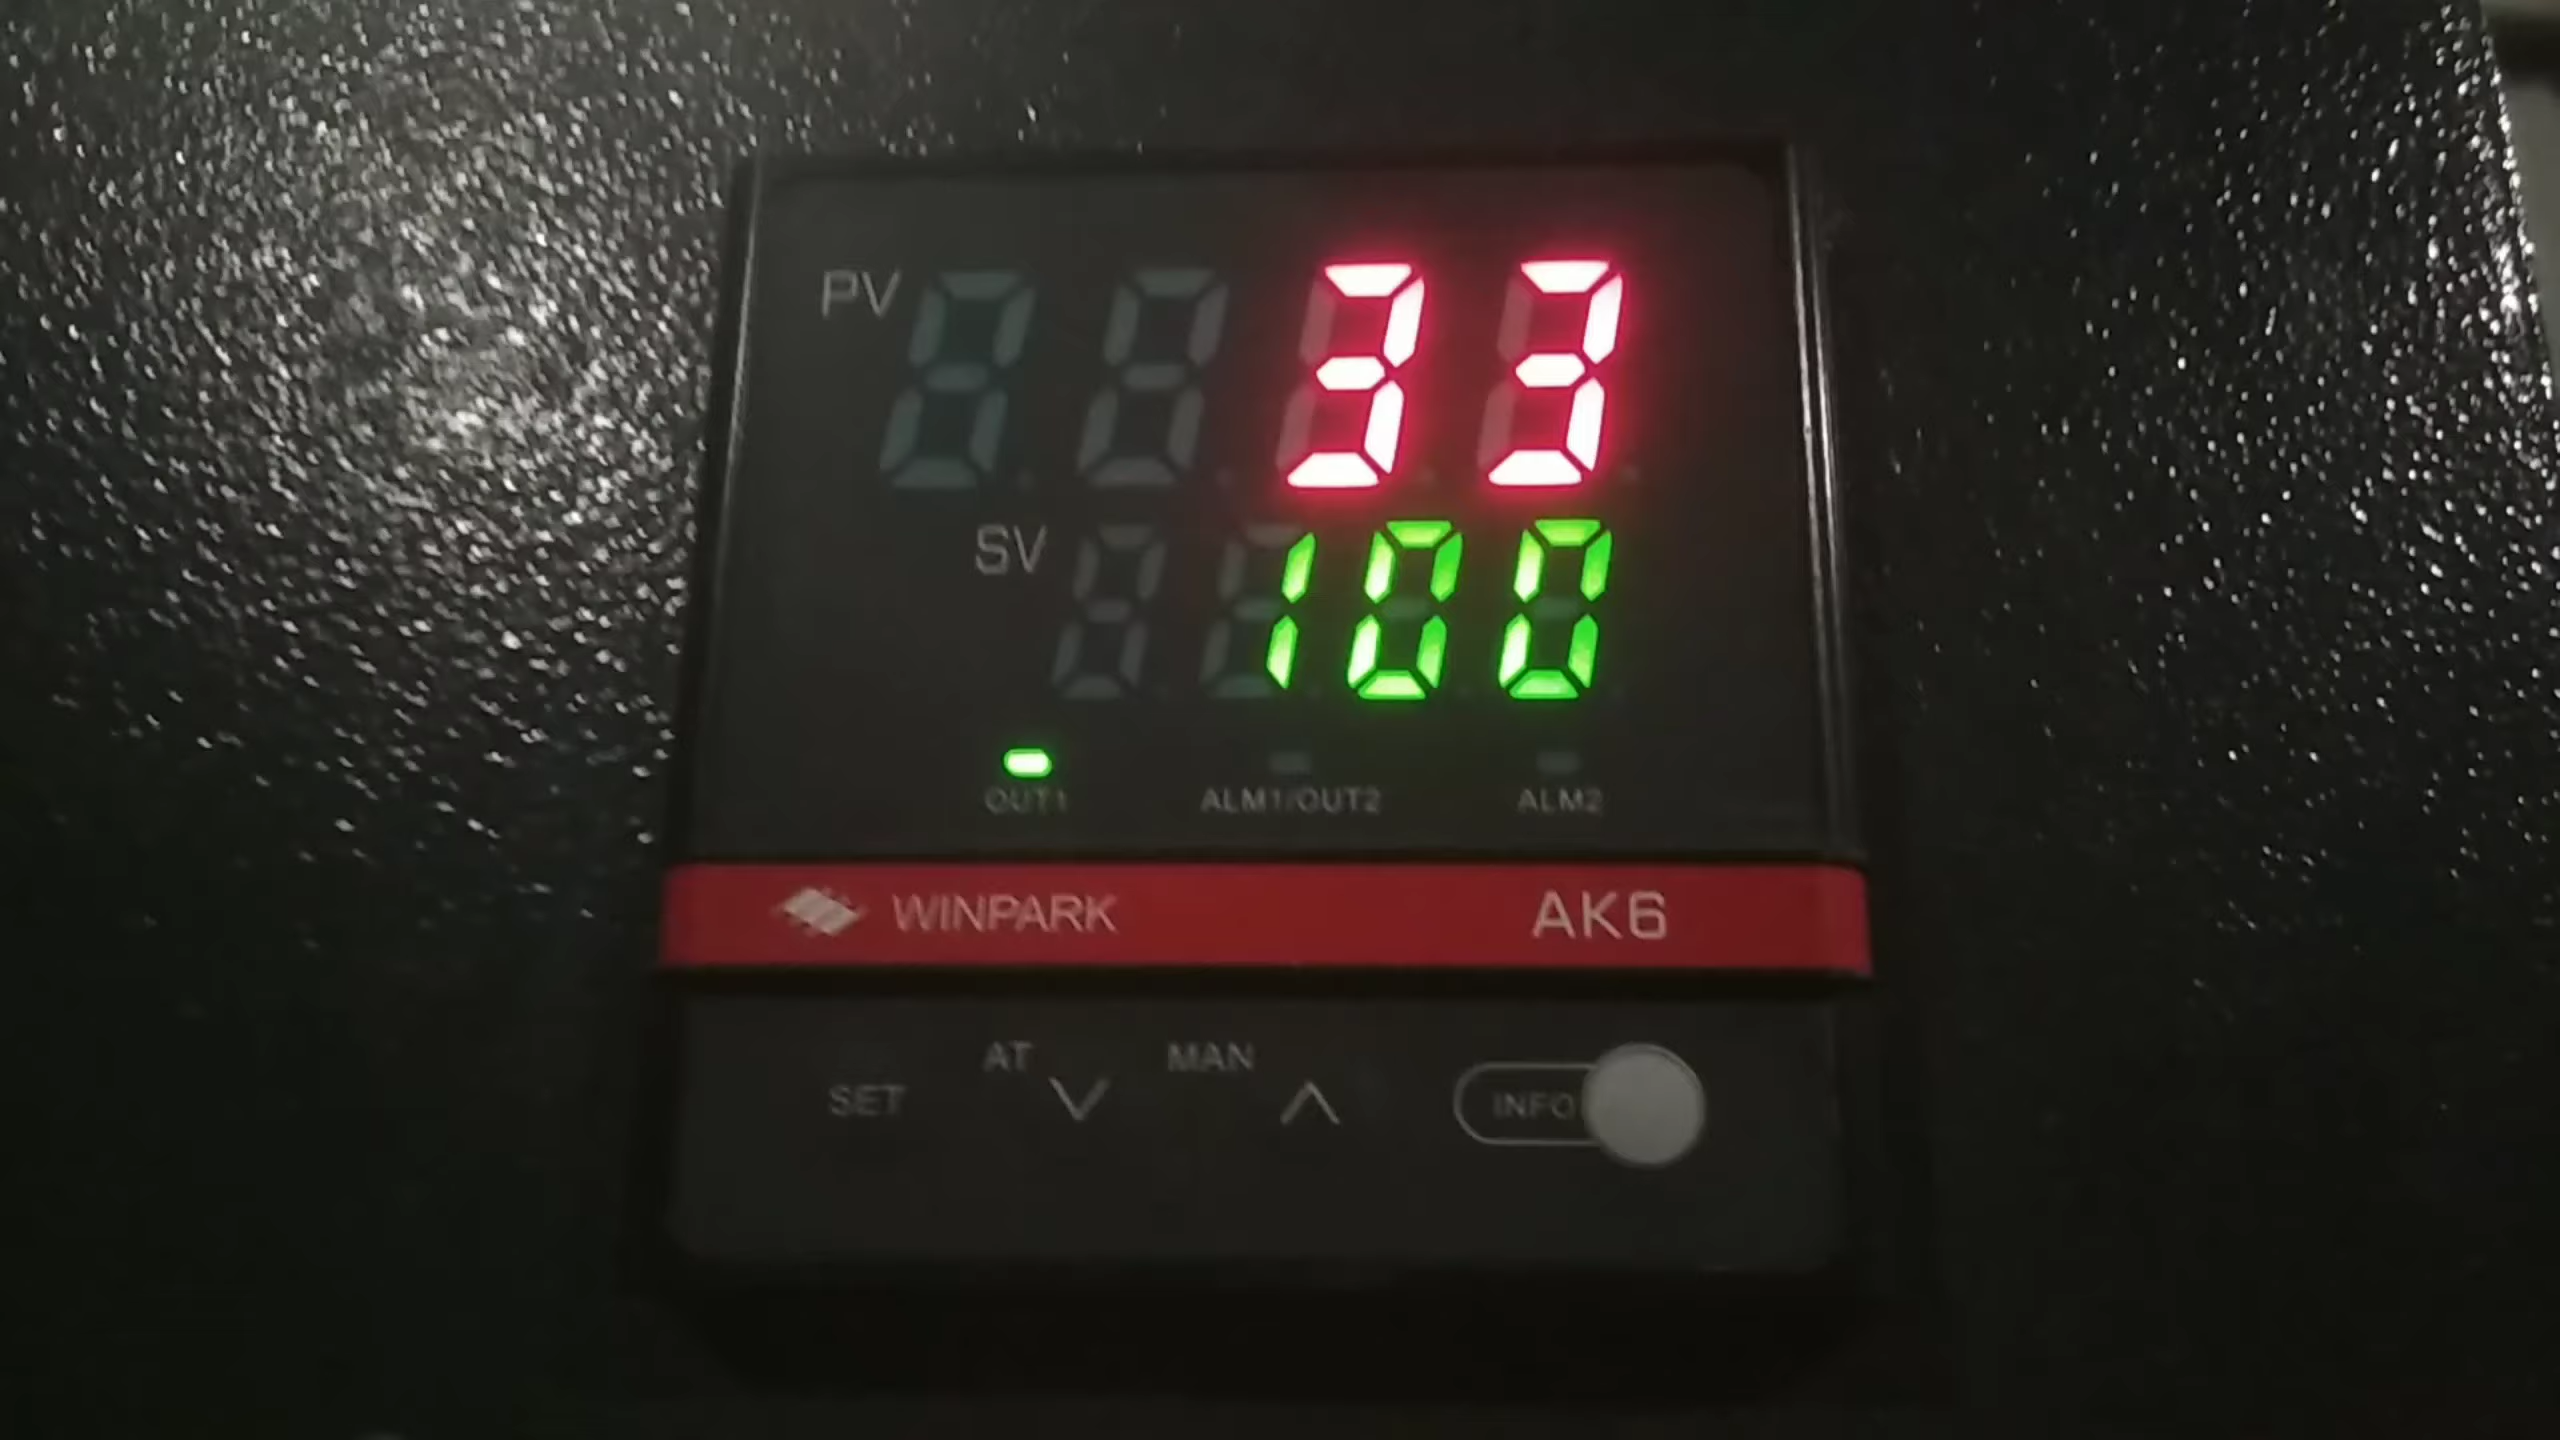 PV 33
SV 100
OUT1 ALM1/OUT2 ALM2
WINPARK AK6
AT MAN
SET INFO